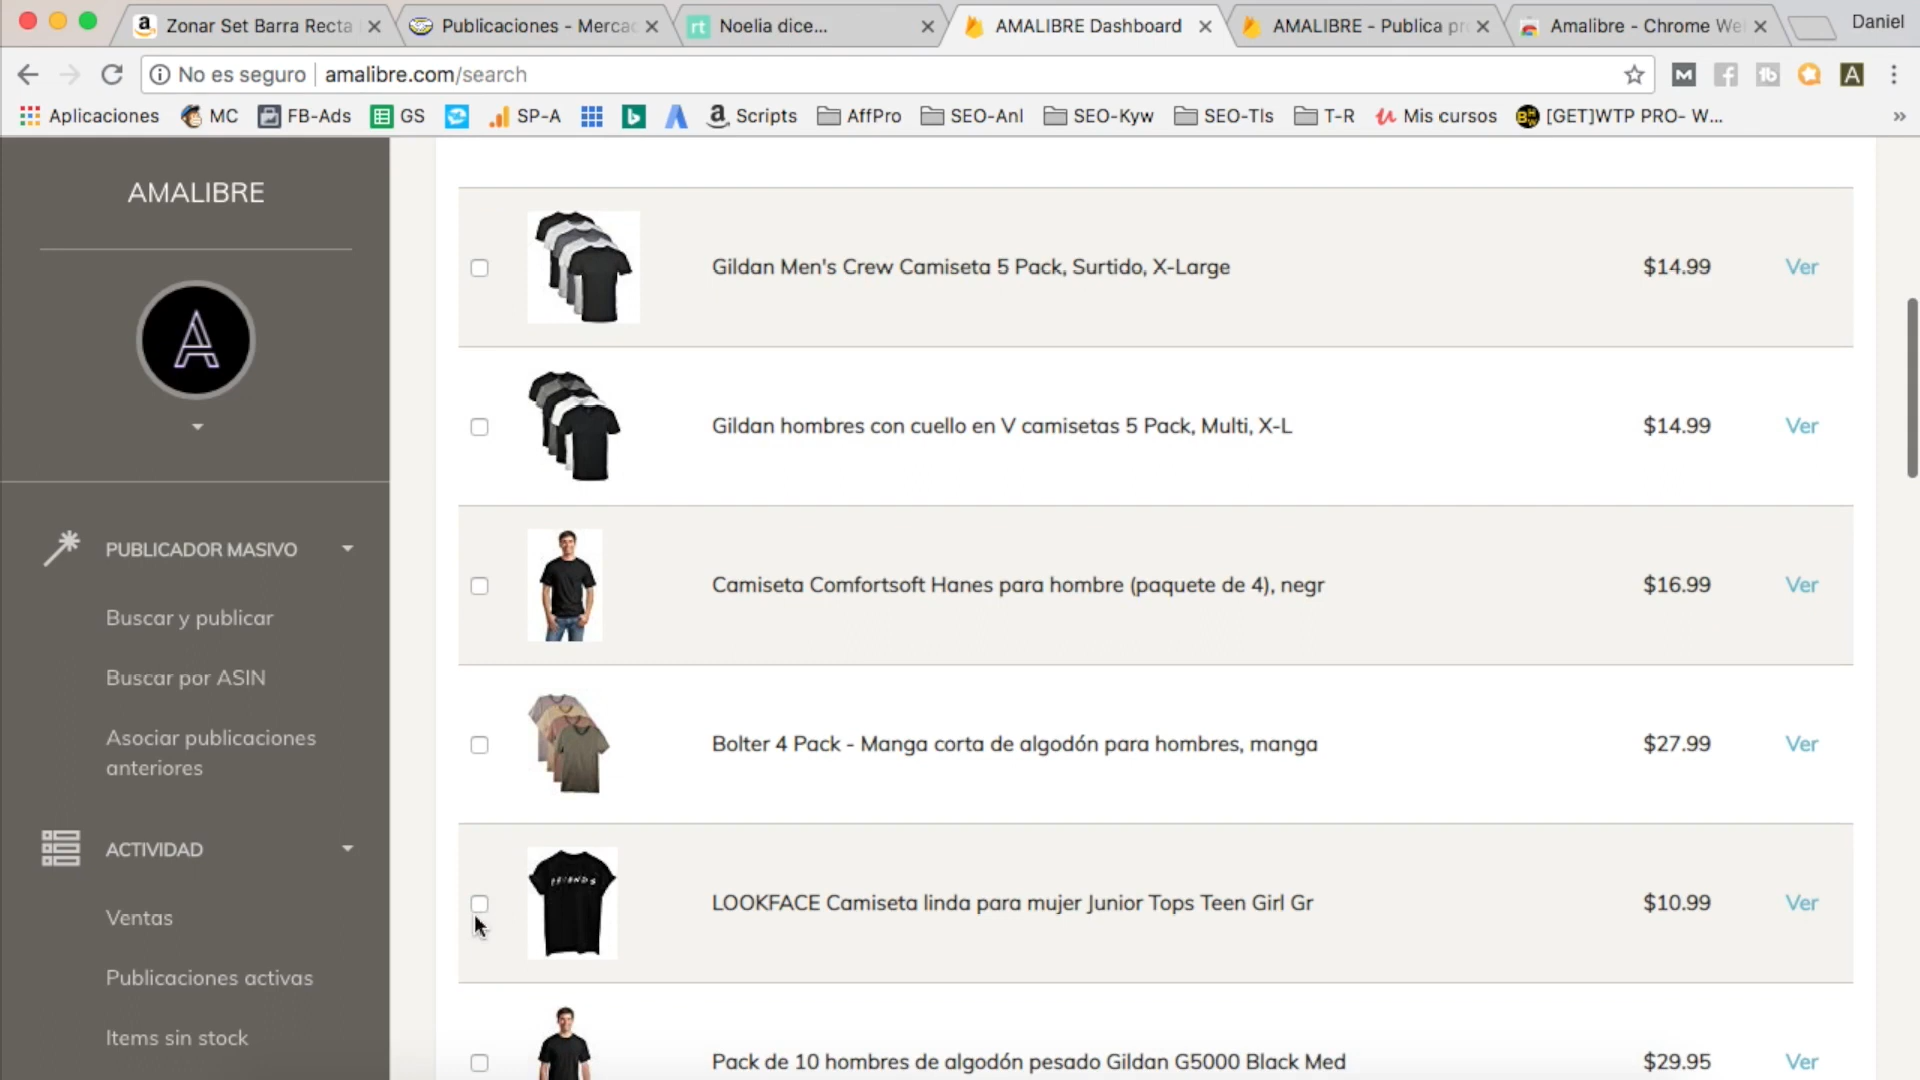 Zonar Set Barra Recta
Publicaciones - Mercad
Noelia dice...
AMALIBRE Dashboard
AMALIBRE - Publica pr
Amalibre - Chrome We
Daniel
No es seguro
amalibre.com/search
Aplicaciones
MC
FB-Ads
GS
SP-A
Scripts
AffPro
SEO-Anl
SEO-Kyw
SEO-Tls
T-R
Mis cursos
[GET]WTP PRO- W...
AMALIBRE
PUBLICADOR MASIVO
Buscar y publicar
Buscar por ASIN
Asociar publicaciones
anteriores
ACTIVIDAD
Ventas
Publicaciones activas
Items sin stock
Gildan Men's Crew Camiseta 5 Pack, Surtido, X-Large $14.99 Ver
Gildan hombres con cuello en V camisetas 5 Pack, Multi, X-L $14.99 Ver
Camiseta Comfortsoft Hanes para hombre (paquete de 4), negr $16.99 Ver
Bolter 4 Pack - Manga corta de algodón para hombres, manga $27.99 Ver
FRIENDS
LOOKFACE Camiseta linda para mujer Junior Tops Teen Girl Gr $10.99 Ver
Pack de 10 hombres de algodón pesado Gildan G5000 Black Med $29.95 Ver